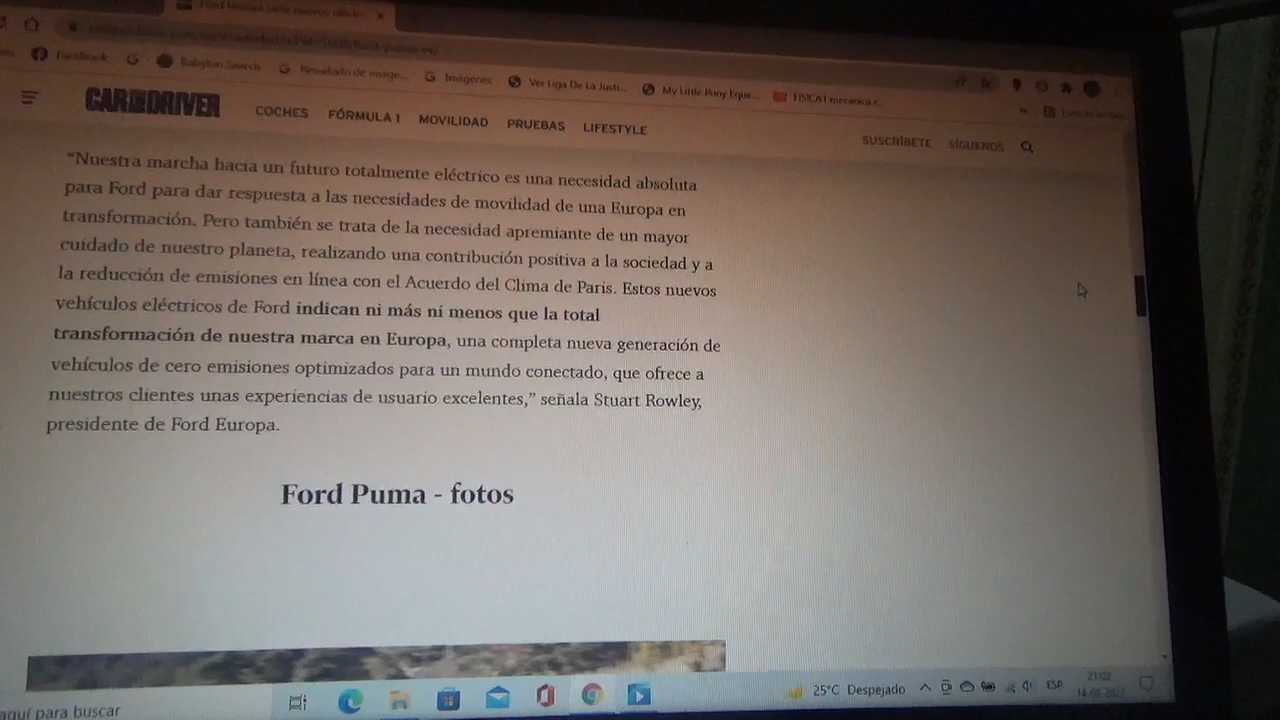 Facebook
Babylon Search
Resultado de image...
Imágenes
Ver Liga De La Justi...
My Little Pony Eque...
FISICA I mecanica c...
CAR AND DRIVER
COCHES FÓRMULA 1 MOVILIDAD PRUEBAS LIFESTYLE
SUSCRÍBETE SÍGUENOS
“Nuestra marcha hacia un futuro totalmente eléctrico es una necesidad absoluta
para Ford para dar respuesta a las necesidades de movilidad de una Europa en
transformación. Pero también se trata de la necesidad apremiante de un mayor
cuidado de nuestro planeta, realizando una contribución positiva a la sociedad y a
la reducción de emisiones en línea con el Acuerdo del Clima de Paris. Estos nuevos
vehículos eléctricos de Ford indican ni más ni menos que la total
transformación de nuestra marca en Europa, una completa nueva generación de
vehículos de cero emisiones optimizados para un mundo conectado, que ofrece a
nuestros clientes unas experiencias de usuario excelentes,” señala Stuart Rowley,
presidente de Ford Europa.
Ford Puma - fotos
aquí para buscar
25°C Despejado
ESP
21:02